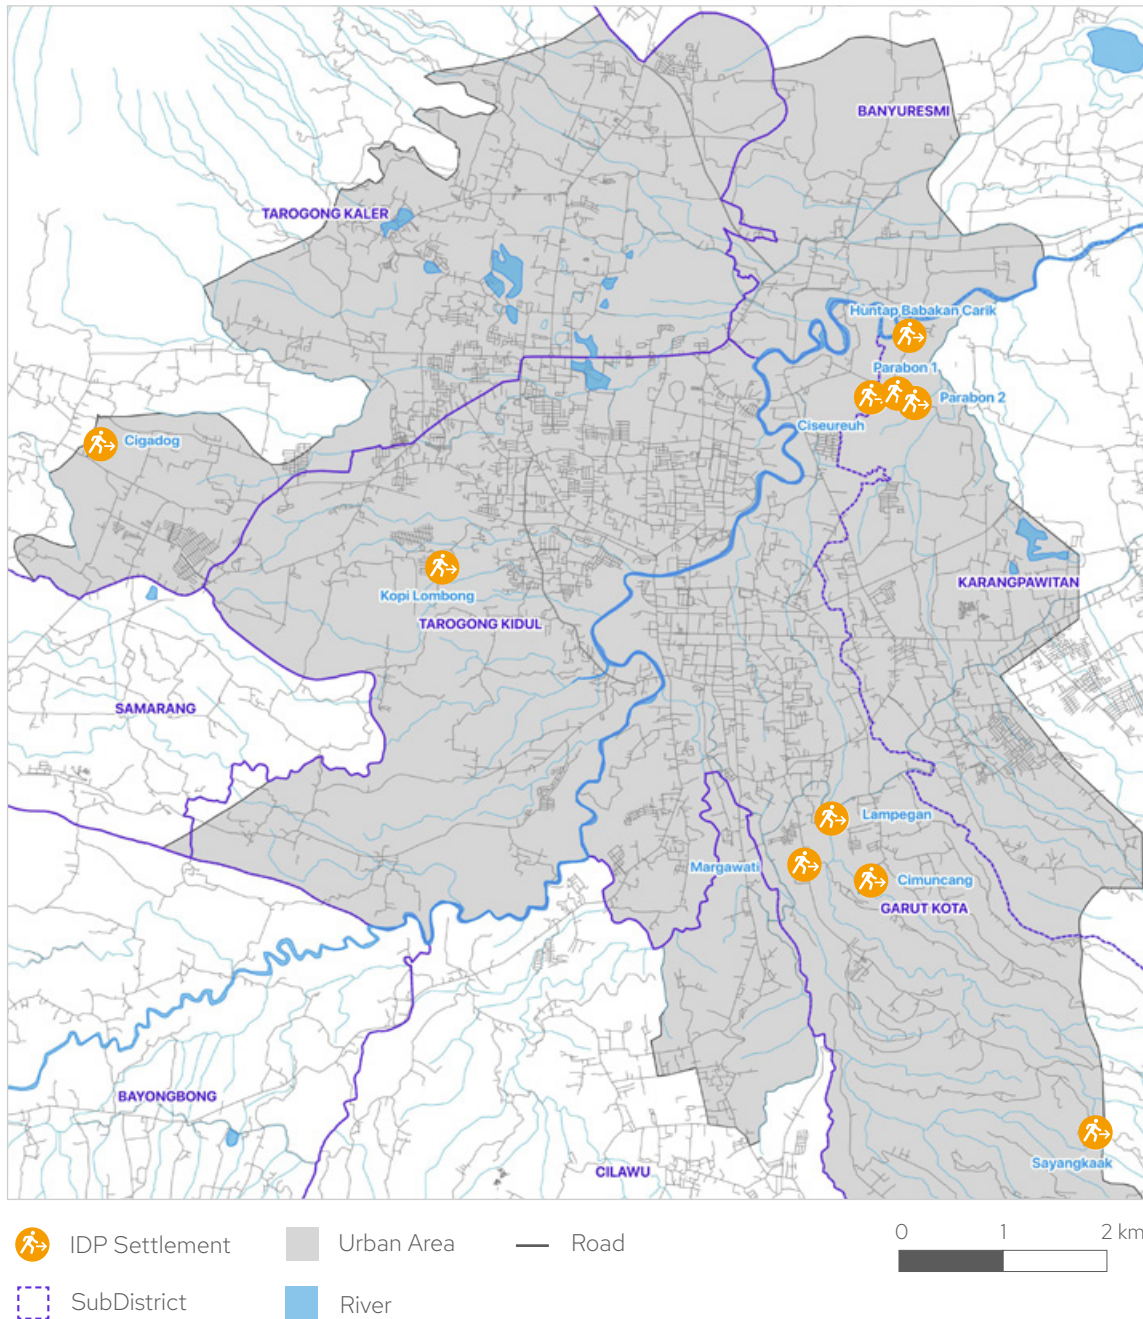 BANYURESMI
TAROGONG KALER
Huntap Babakan Carik
Parabon 1
Parabon 2
Ciseureuh
Cigadog
KARANGPAWITAN
Kopi Lombong
TAROGONG KIDUL
SAMARANG
Lampegan
Margawati
Cimuncang
GARUT KOTA
BAYONGBONG
Sayangkaak
CILAWU
0 1 2 km
IDP Settlement
Urban Area
Road
SubDistrict
River